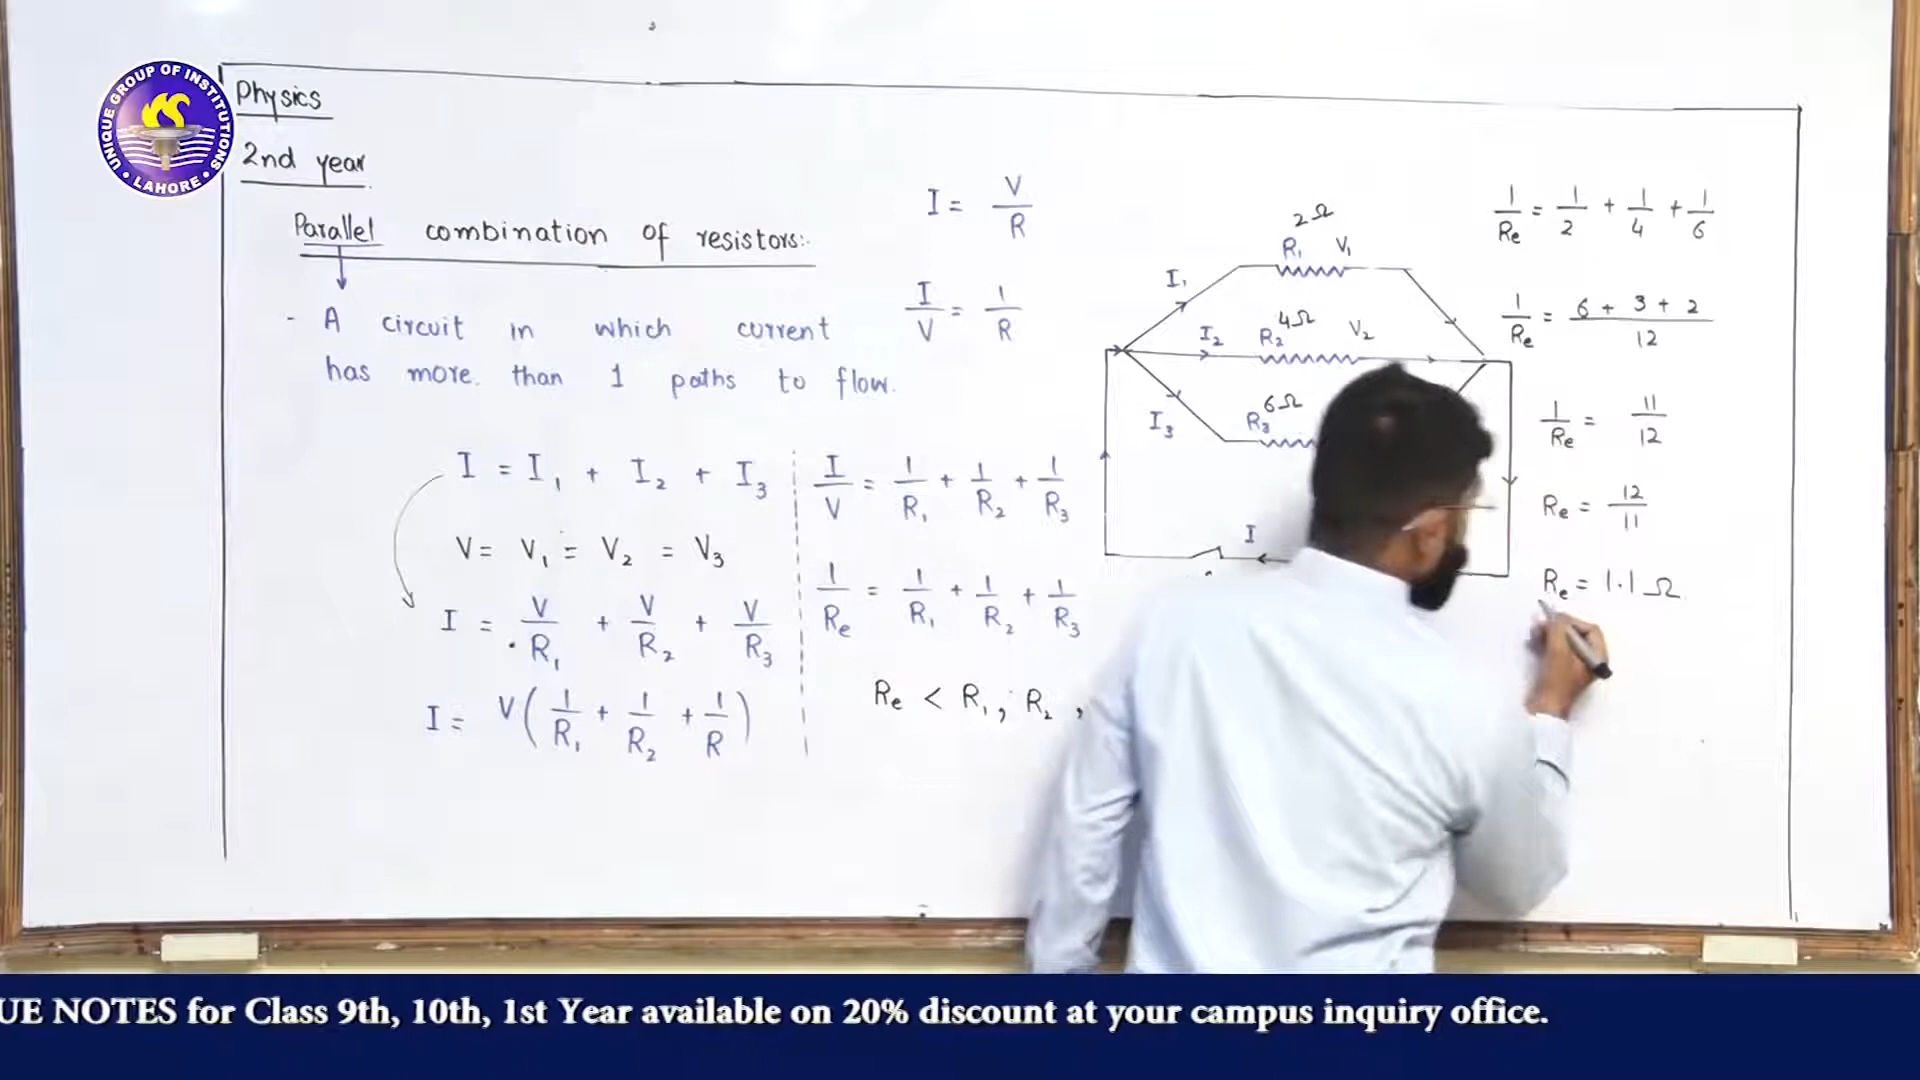 UNIQUE GROUP OF INSTITUTIONS
• LAHORE •
Physics
2nd year
Parallel combination of resistors:-
- A circuit in which current
has more. than 1 paths to flow.
I = I₁ + I₂ + I₃
V = V₁ = V₂ = V₃
I = V/R₁ + V/R₂ + V/R₃
I = V(1/R₁ + 1/R₂ + 1/R)
I = V/R
I/V = 1/R
I/V = 1/R₁ + 1/R₂ + 1/R₃
1/Re = 1/R₁ + 1/R₂ + 1/R₃
Re < R₁, R₂,
2Ω
I₁ R₁ V₁
4Ω
I₂ R₂ V₂
6Ω
I₃ R₃
I
1/Re = 1/2 + 1/4 + 1/6
1/Re = 6 + 3 + 2/12
1/Re = 11/12
Re = 12/11
Re = 1.1 Ω
UE NOTES for Class 9th, 10th, 1st Year available on 20% discount at your campus inquiry office.